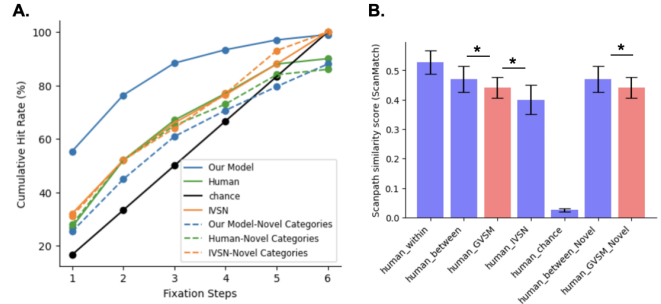 A.
100
80
60
40
20
Cumulative Hit Rate (%)
1 2 3 4 5 6
Fixation Steps
Our Model
Human
chance
IVSN
Our Model-Novel Categories
Human-Novel Categories
IVSN-Novel Categories
B.
* * *
0.5
0.4
0.3
0.2
0.1
0.0
Scanpath similarity score (ScanMatch)
human_within
human_between
human_GVSM
human_IVSN
human_chance
human_between_Novel
human_GVSM_Novel